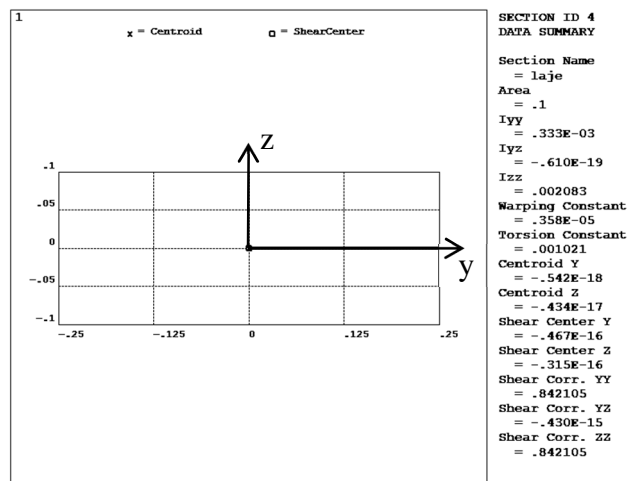 1
x = Centroid
□ = ShearCenter
z
.1
.05
0
-.05
-.1
y
-.25
-.125
0
.125
.25
SECTION ID 4
DATA SUMMARY
Section Name
= laje
Area
= .1
Iyy
= .333E-03
Iyz
= -.610E-19
Izz
= .002083
Warping Constant
= .358E-05
Torsion Constant
= .001021
Centroid Y
= -.542E-18
Centroid Z
= -.434E-17
Shear Center Y
= -.467E-16
Shear Center Z
= -.315E-16
Shear Corr. YY
= .842105
Shear Corr. YZ
= -.430E-15
Shear Corr. ZZ
= .842105